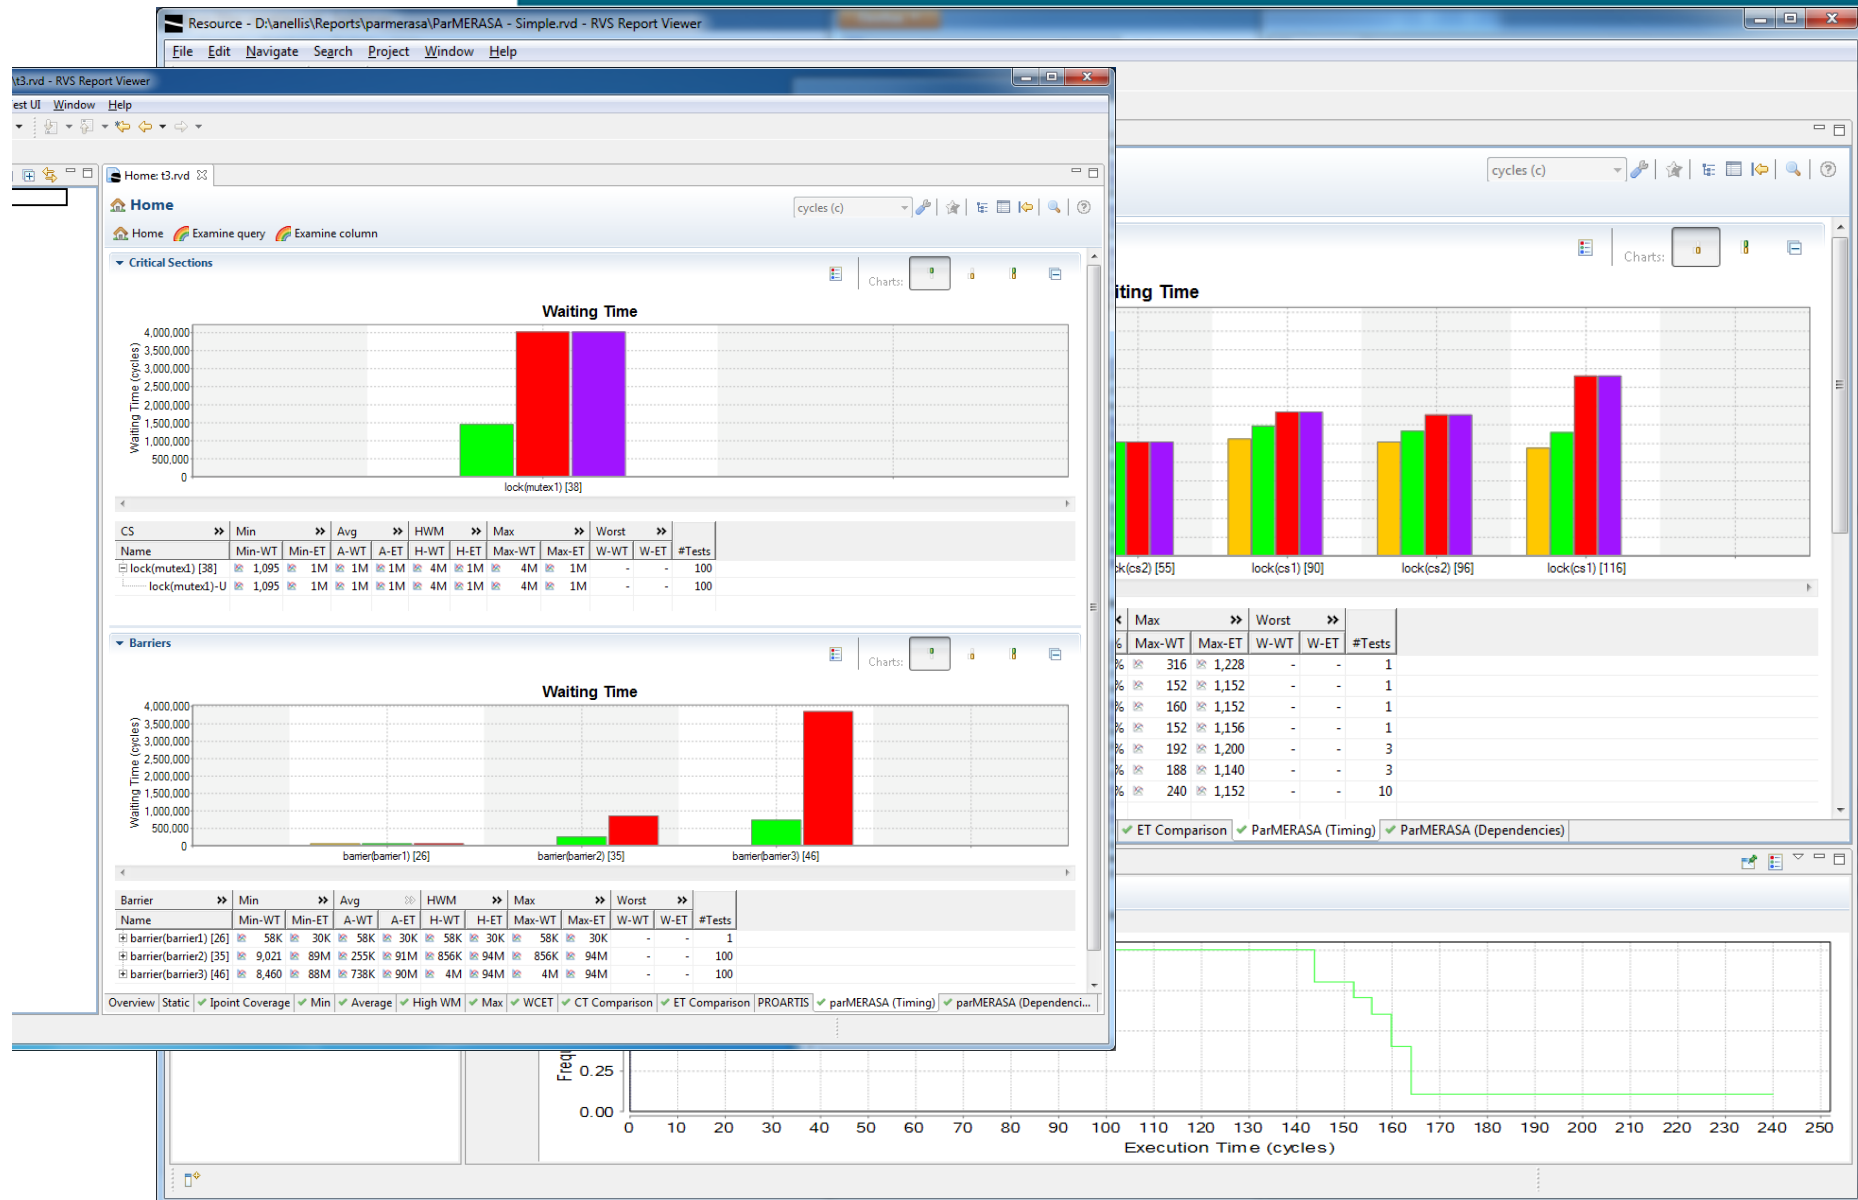 Resource - D:\anellis\Reports\parmerasa\ParMERASA - Simple.rvd - RVS Report Viewer
File Edit Navigate Search Project Window Help
\t3.rvd - RVS Report Viewer
est UI Window Help
Home: t3.rvd
Home
cycles (c)
Home Examine query Examine column
Critical Sections
Charts:
Waiting Time
Waiting Time (cycles)
4,000,000
3,500,000
3,000,000
2,500,000
2,000,000
1,500,000
1,000,000
500,000
0
lock(mutex1) [38]
CS Min Avg HWM Max Worst
Name Min-WT Min-ET A-WT A-ET H-WT H-ET Max-WT Max-ET W-WT W-ET #Tests
lock(mutex1) [38] 1,095 1M 1M 1M 4M 1M 4M 1M - - 100
lock(mutex1)-U 1,095 1M 1M 1M 4M 1M 4M 1M - - 100
Barriers
Charts:
Waiting Time
Waiting Time (cycles)
4,000,000
3,500,000
3,000,000
2,500,000
2,000,000
1,500,000
1,000,000
500,000
0
barrier(barrier1) [26] barrier(barrier2) [35] barrier(barrier3) [46]
Barrier Min Avg HWM Max Worst
Name Min-WT Min-ET A-WT A-ET H-WT H-ET Max-WT Max-ET W-WT W-ET #Tests
barrier(barrier1) [26] 58K 30K 58K 30K 58K 30K 58K 30K - - 1
barrier(barrier2) [35] 9,021 89M 255K 91M 856K 94M 856K 94M - - 100
barrier(barrier3) [46] 8,460 88M 738K 90M 4M 94M 4M 94M - - 100
Overview Static Ipoint Coverage Min Average High WM Max WCET CT Comparison ET Comparison PROARTIS parMERASA (Timing) parMERASA (Dependenci...
cycles (c)
Charts:
iting Time
ck(cs2) [55] lock(cs1) [90] lock(cs2) [96] lock(cs1) [116]
Max Worst
% Max-WT Max-ET W-WT W-ET #Tests
% 316 1,228 - - 1
% 152 1,152 - - 1
% 160 1,152 - - 1
% 152 1,156 - - 1
% 192 1,200 - - 3
% 188 1,140 - - 3
% 240 1,152 - - 10
ET Comparison ParMERASA (Timing) ParMERASA (Dependencies)
Frequ
0.25
0.00
0 10 20 30 40 50 60 70 80 90 100 110 120 130 140 150 160 170 180 190 200 210 220 230 240 250
Execution Time (cycles)